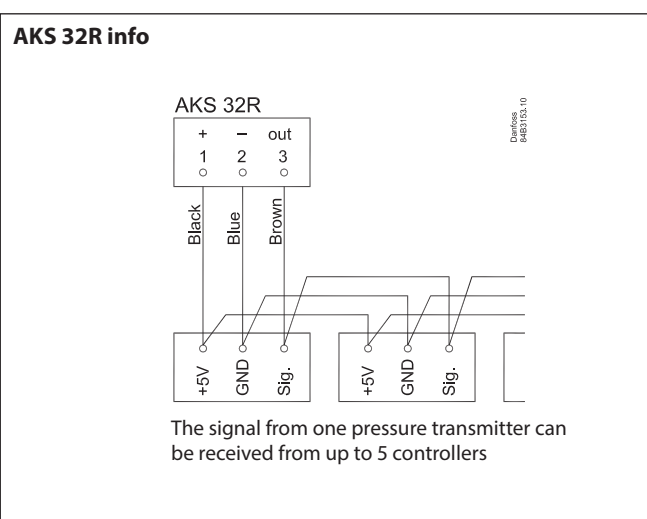 AKS 32R info
AKS 32R
+ – out
1 2 3
Danfoss
84B3153.10
Black
Blue
Brown
+5V
GND
Sig.
+5V
GND
Sig.
The signal from one pressure transmitter can
be received from up to 5 controllers